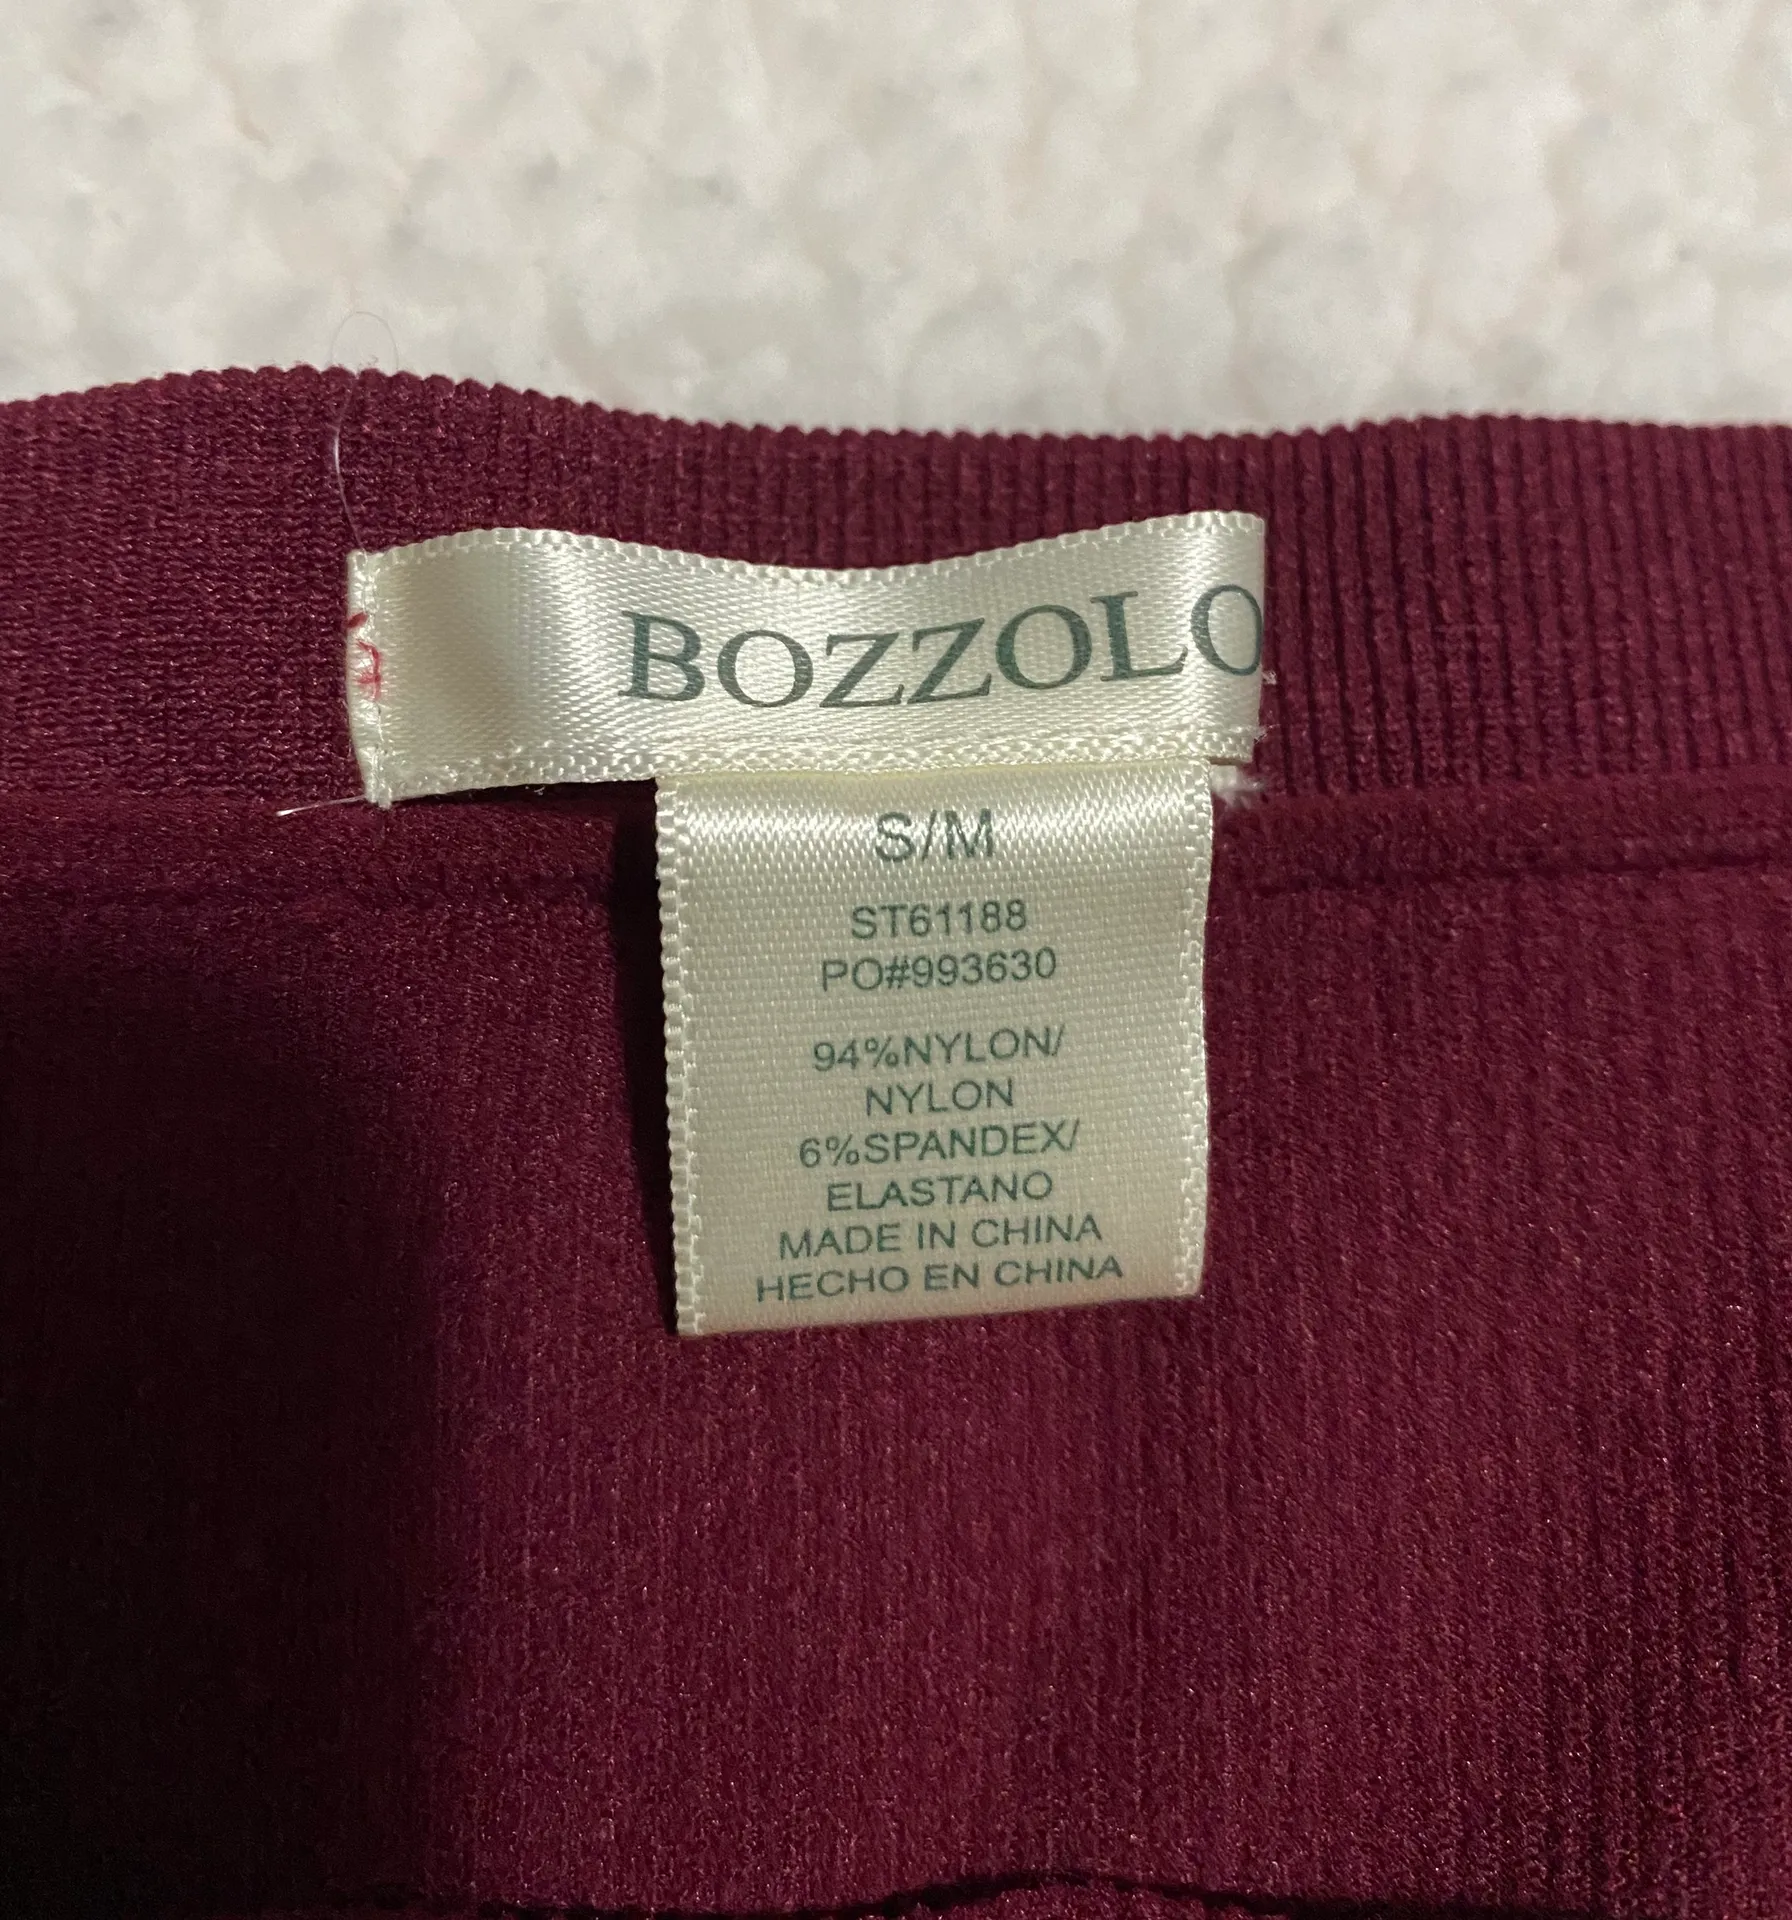 BOZZOLO
S/M
ST61188
PO#993630
94%NYLON/
NYLON
6%SPANDEX/
ELASTANO
MADE IN CHINA
HECHO EN CHINA